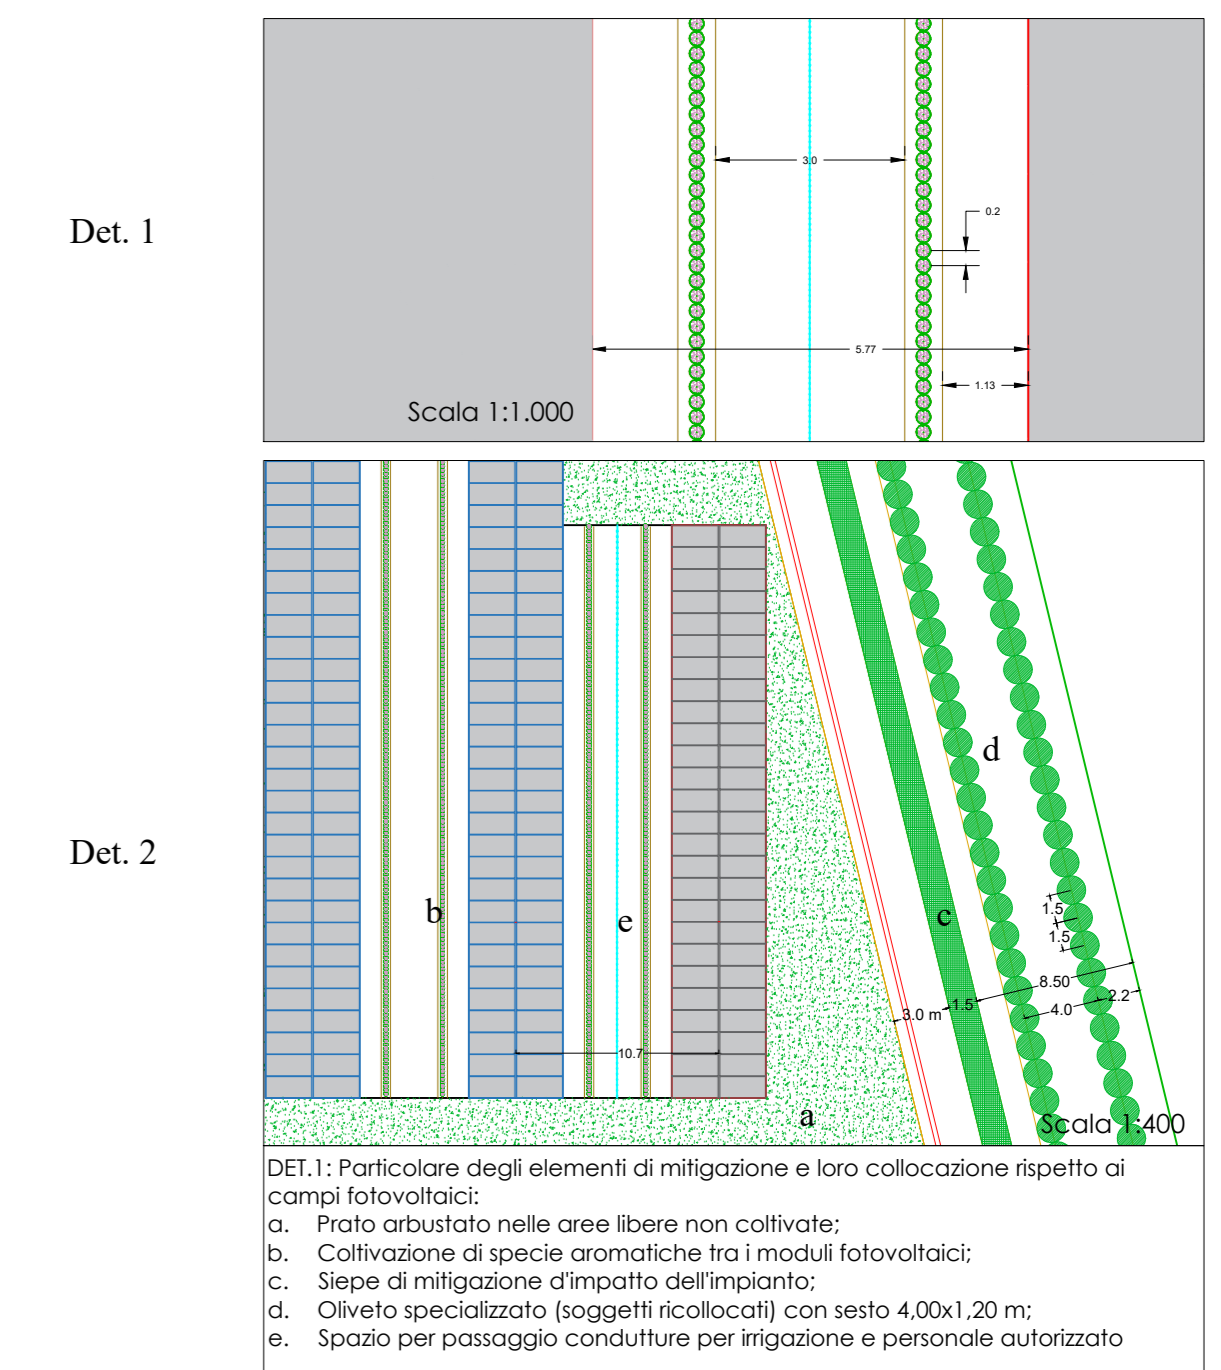 Det. 1
3.0
0.2
5.77
1.13
Scala 1:1.000
Det. 2
b
e
d
c
a
1.5
1.5
8.50
2.2
4.0
1.5
3.0 m
10.7
Scala 1:400
DET.1: Particolare degli elementi di mitigazione e loro collocazione rispetto ai
campi fotovoltaici:
a. Prato arbustato nelle aree libere non coltivate;
b. Coltivazione di specie aromatiche tra i moduli fotovoltaici;
c. Siepe di mitigazione d'impatto dell'impianto;
d. Oliveto specializzato (soggetti ricollocati) con sesto 4,00x1,20 m;
e. Spazio per passaggio condutture per irrigazione e personale autorizzato